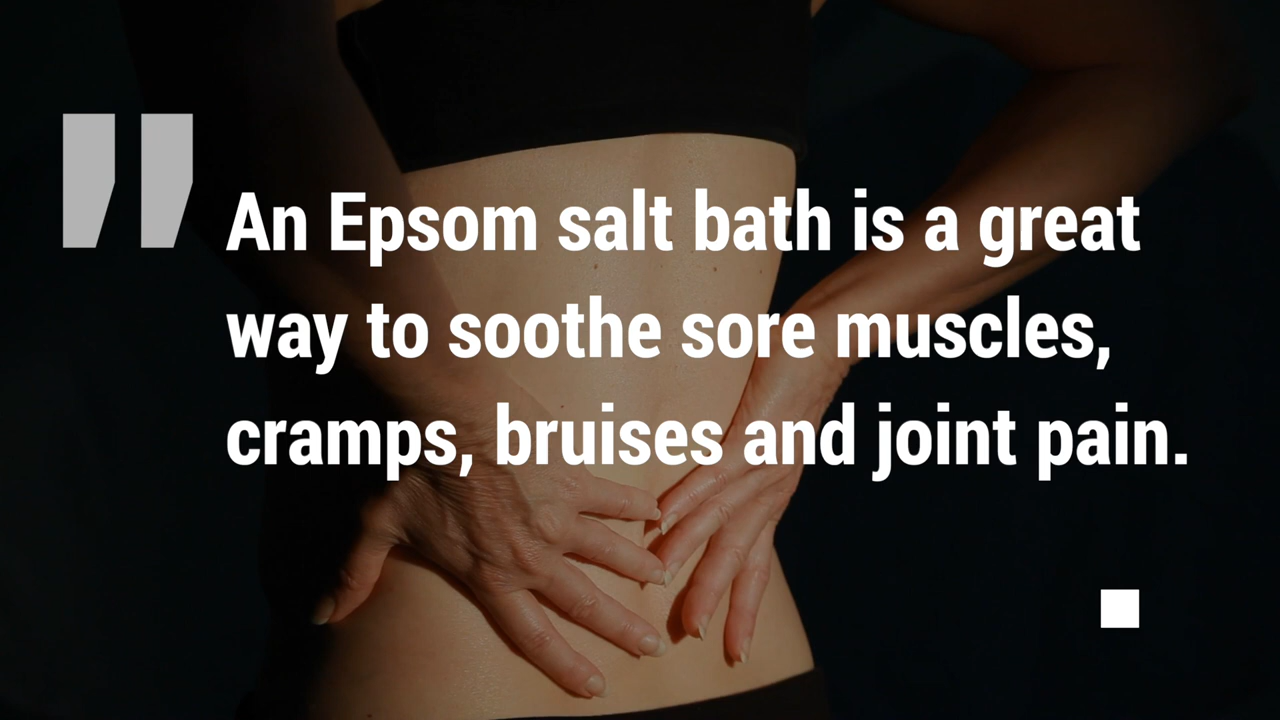 An Epsom salt bath is a great
way to soothe sore muscles,
cramps, bruises and joint pain.